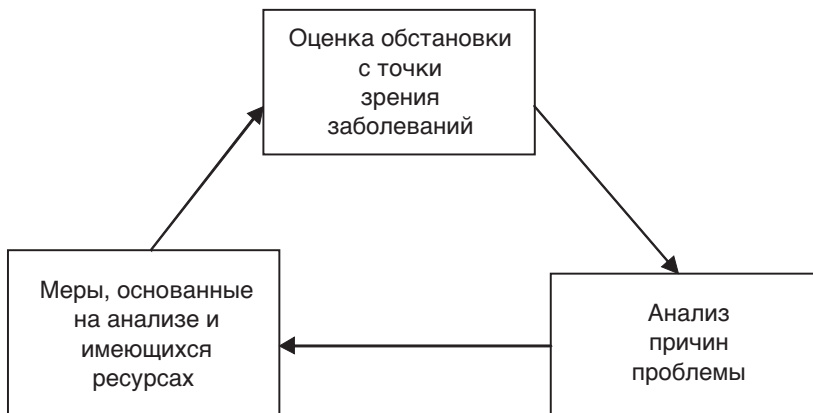 Оценка обстановки
с точки
зрения
заболеваний
Меры, основанные
на анализе и
имеющихся
ресурсах
Анализ
причин
проблемы